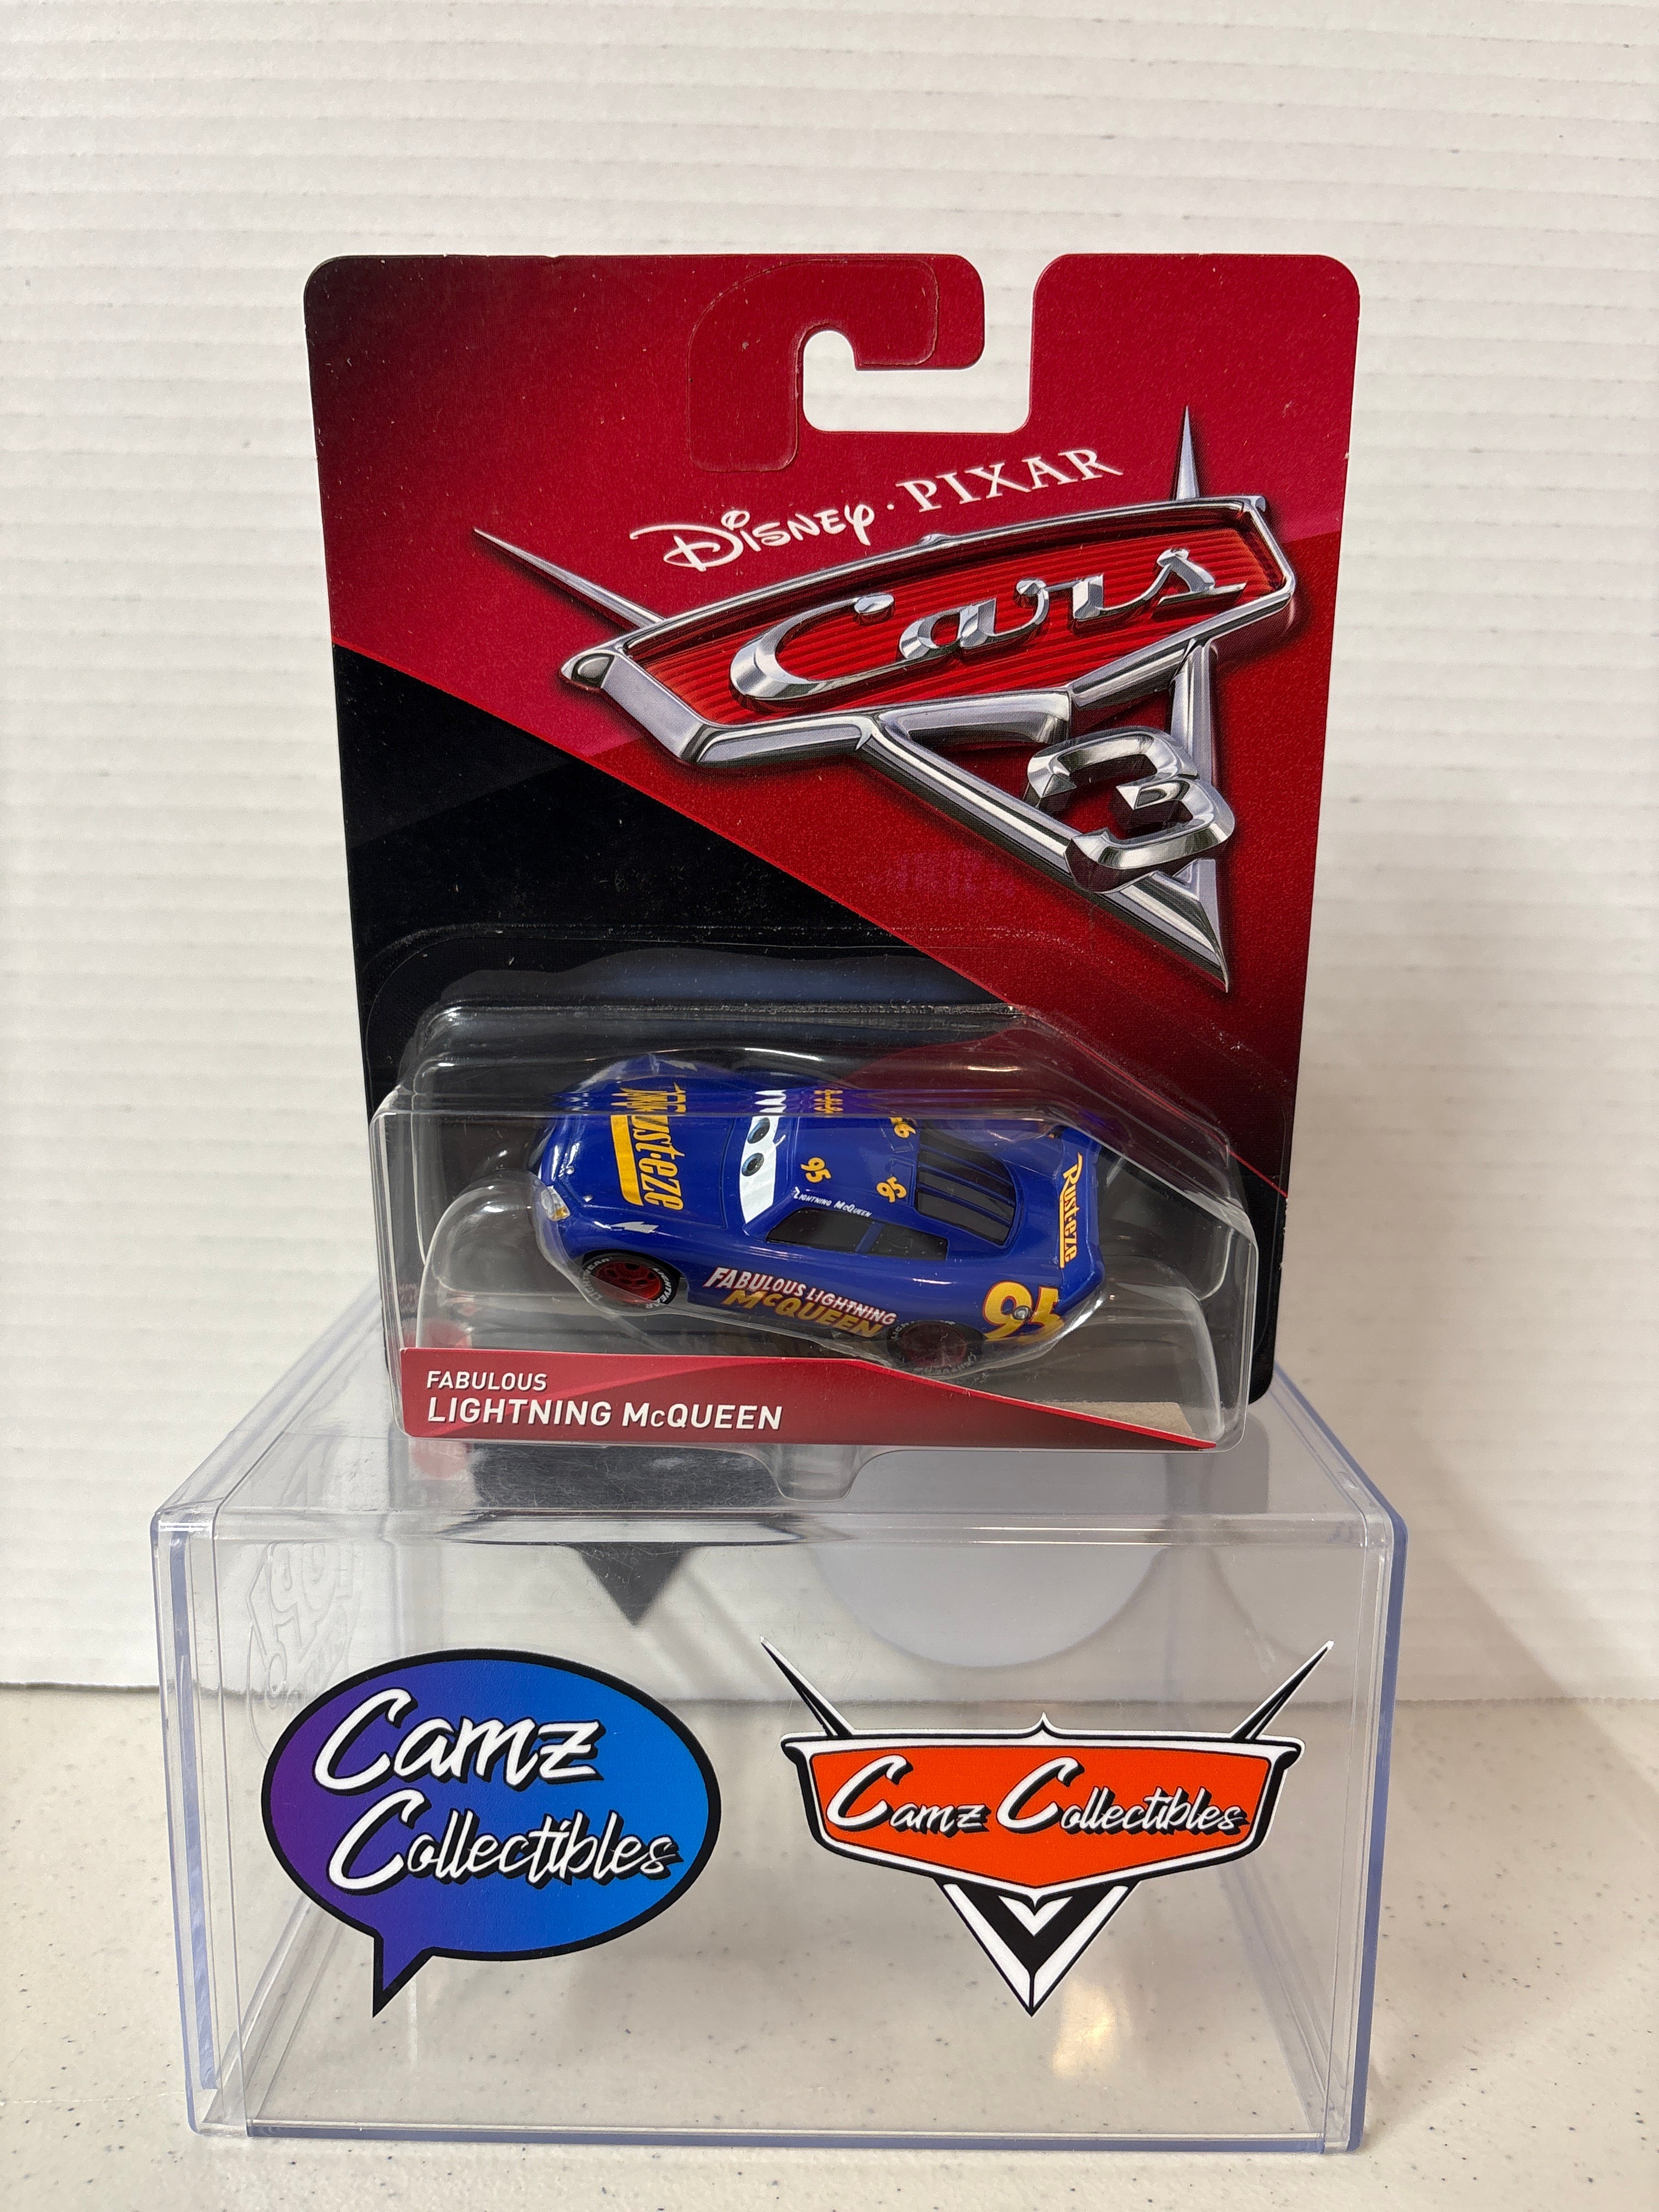 Disney · PIXAR
Cars
3
Rust-eze
95
95
LIGHTNING McQUEEN
Rust-eze
FABULOUS LIGHTNING
McQUEEN
95
FABULOUS
LIGHTNING McQUEEN
Camz
Collectibles
Camz Collectibles